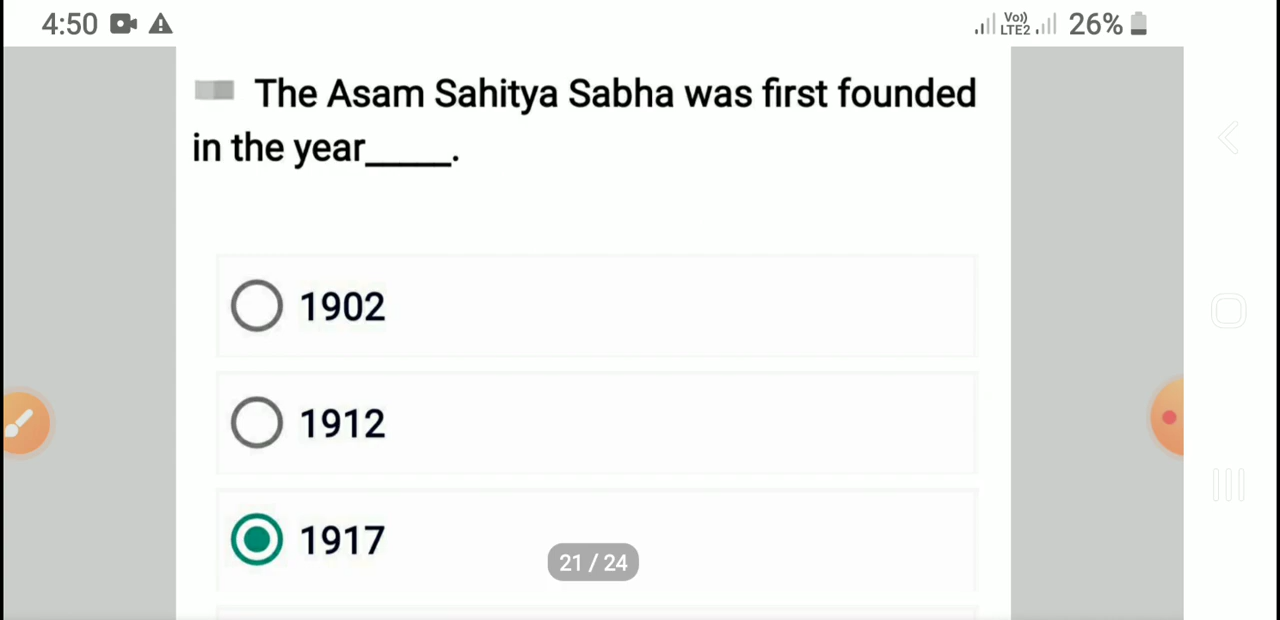 4:50 Vo)) LTE2 26%
The Asam Sahitya Sabha was first founded
in the year_____.
1902
1912
1917
21 / 24